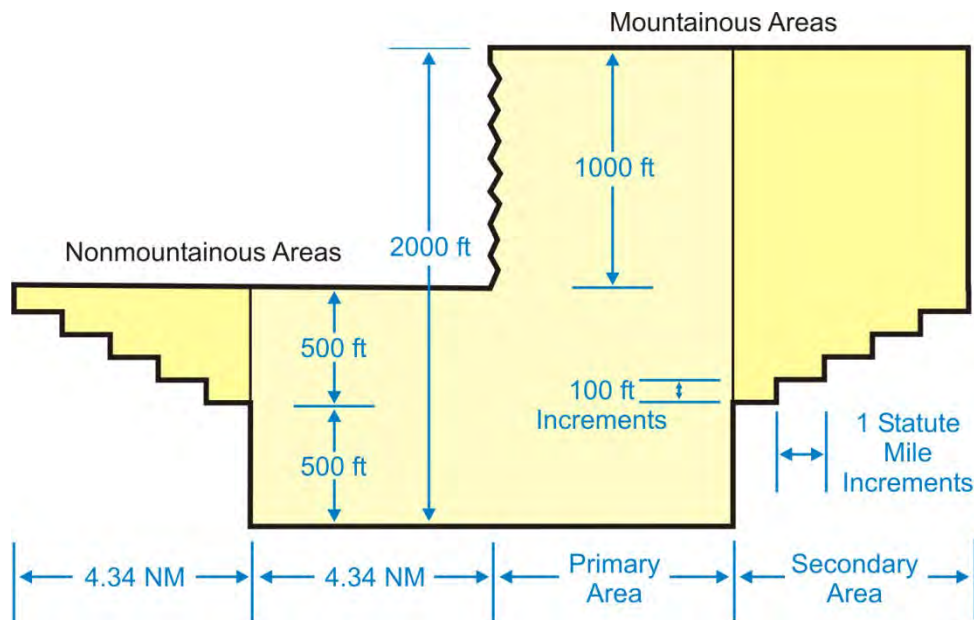 Mountainous Areas
1000 ft
Nonmountainous Areas
2000 ft
500 ft
100 ft
Increments
500 ft
1 Statute
Mile
Increments
4.34 NM
4.34 NM
Primary
Area
Secondary
Area